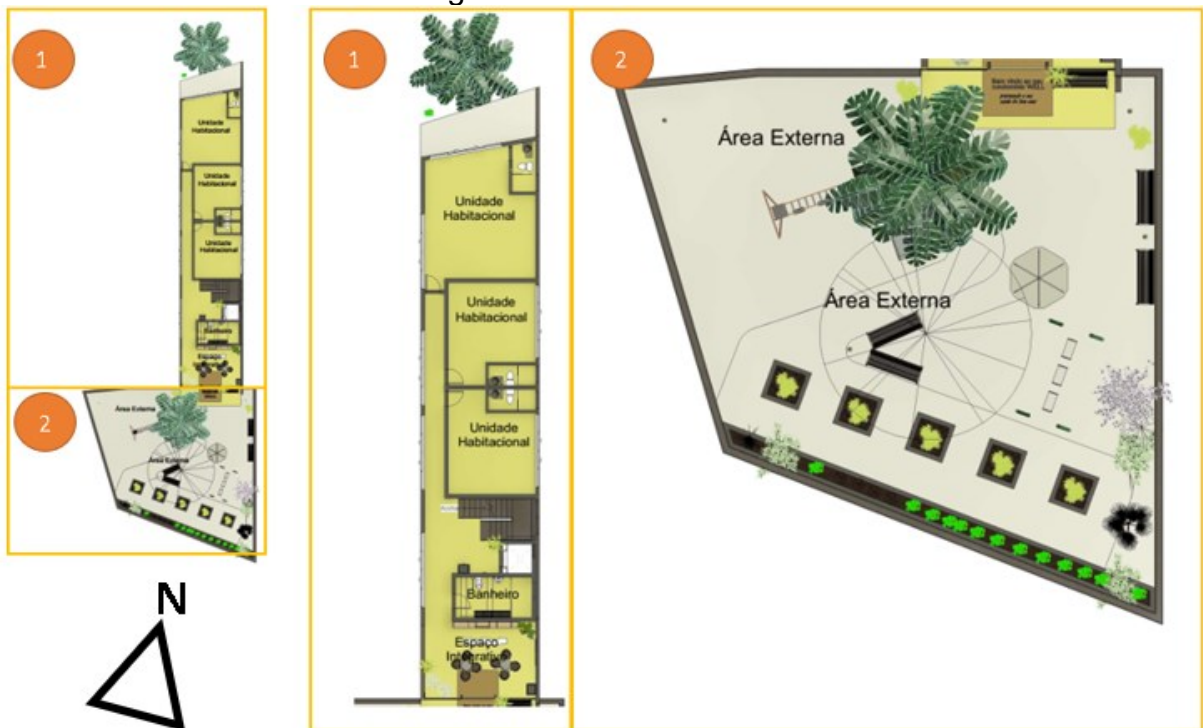 g
1
Unidade
Habitacional
Unidade
Habitacional
Unidade
Habitacional
Banheiro
Espaço
2
Área Externa
Área Externa
N
1
Unidade
Habitacional
Unidade
Habitacional
Unidade
Habitacional
Banheiro
Espaço
Integrativo
2
Área Externa
Área Externa